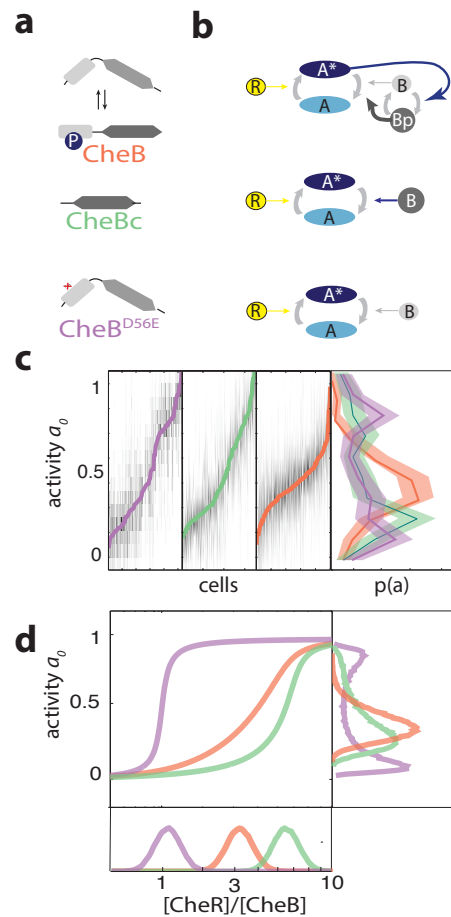 a
b
P
CheB
CheBc
CheB^D56E
R
A*
A
B
Bp
R
A*
A
B
R
A*
A
B
c
activity a0
1
0.5
0
cells
p(a)
d
activity a0
1
0.5
0
1
3
10
[CheR]/[CheB]